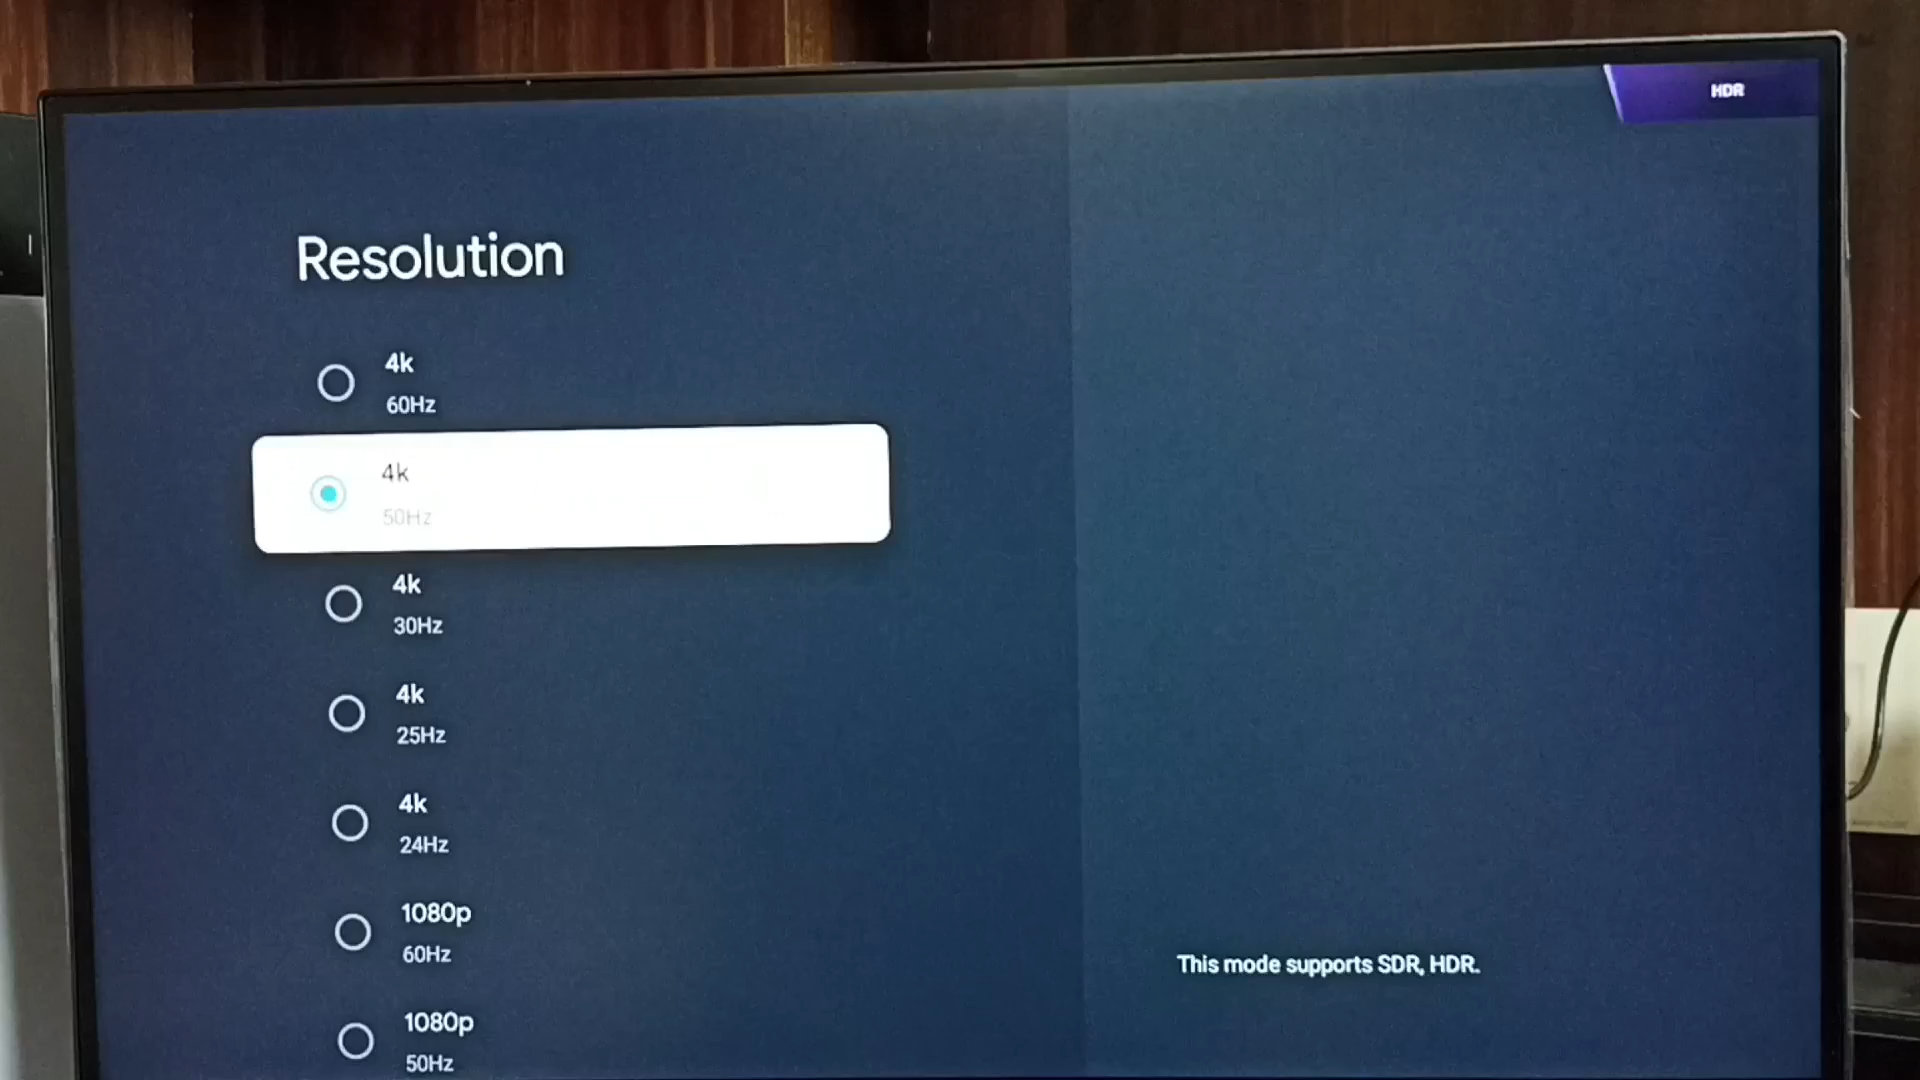 HDR
Resolution
4k
60Hz
4k
50Hz
4k
30Hz
4k
25Hz
4k
24Hz
1080p
60Hz
1080p
50Hz
This mode supports SDR, HDR.